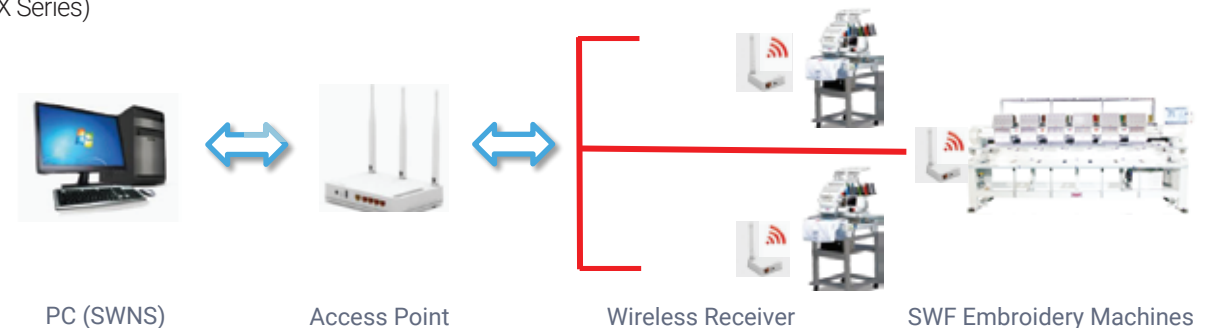 X Series)
PC (SWNS)
Access Point
Wireless Receiver
SWF Embroidery Machines